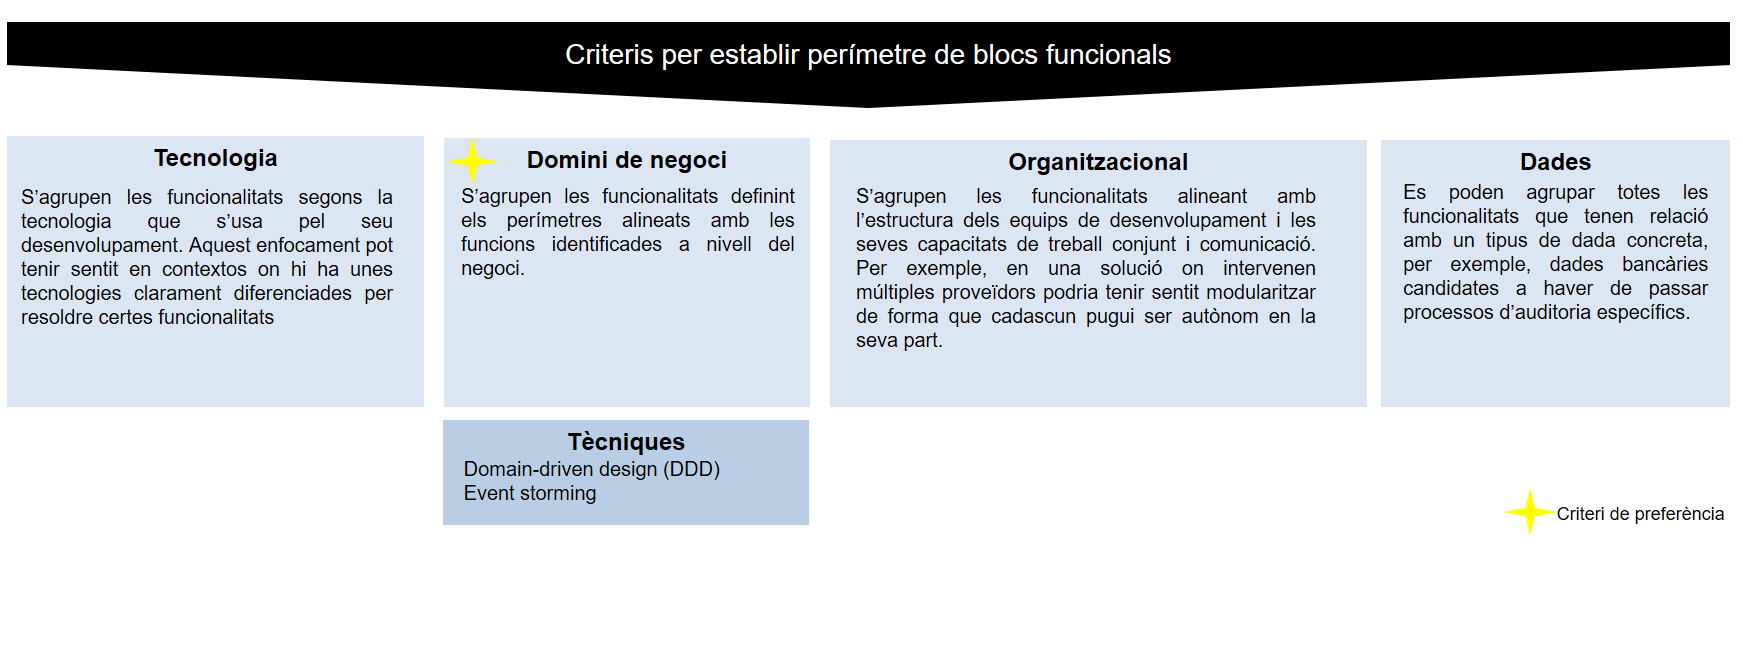 Criteris per establir perímetre de blocs funcionals
Tecnologia
S’agrupen les funcionalitats segons la
tecnologia que s’usa pel seu
desenvolupament. Aquest enfocament pot
tenir sentit en contextos on hi ha unes
tecnologies clarament diferenciades per
resoldre certes funcionalitats
Domini de negoci
S’agrupen les funcionalitats definint
els perímetres alineats amb les
funcions identificades a nivell del
negoci.
Organitzacional
S’agrupen les funcionalitats alineant amb
l’estructura dels equips de desenvolupament i les
seves capacitats de treball conjunt i comunicació.
Per exemple, en una solució on intervenen
múltiples proveïdors podria tenir sentit modularitzar
de forma que cadascun pugui ser autònom en la
seva part.
Dades
Es poden agrupar totes les
funcionalitats que tenen relació
amb un tipus de dada concreta,
per exemple, dades bancàries
candidates a haver de passar
processos d’auditoria específics.
Tècniques
Domain-driven design (DDD)
Event storming
Criteri de preferència